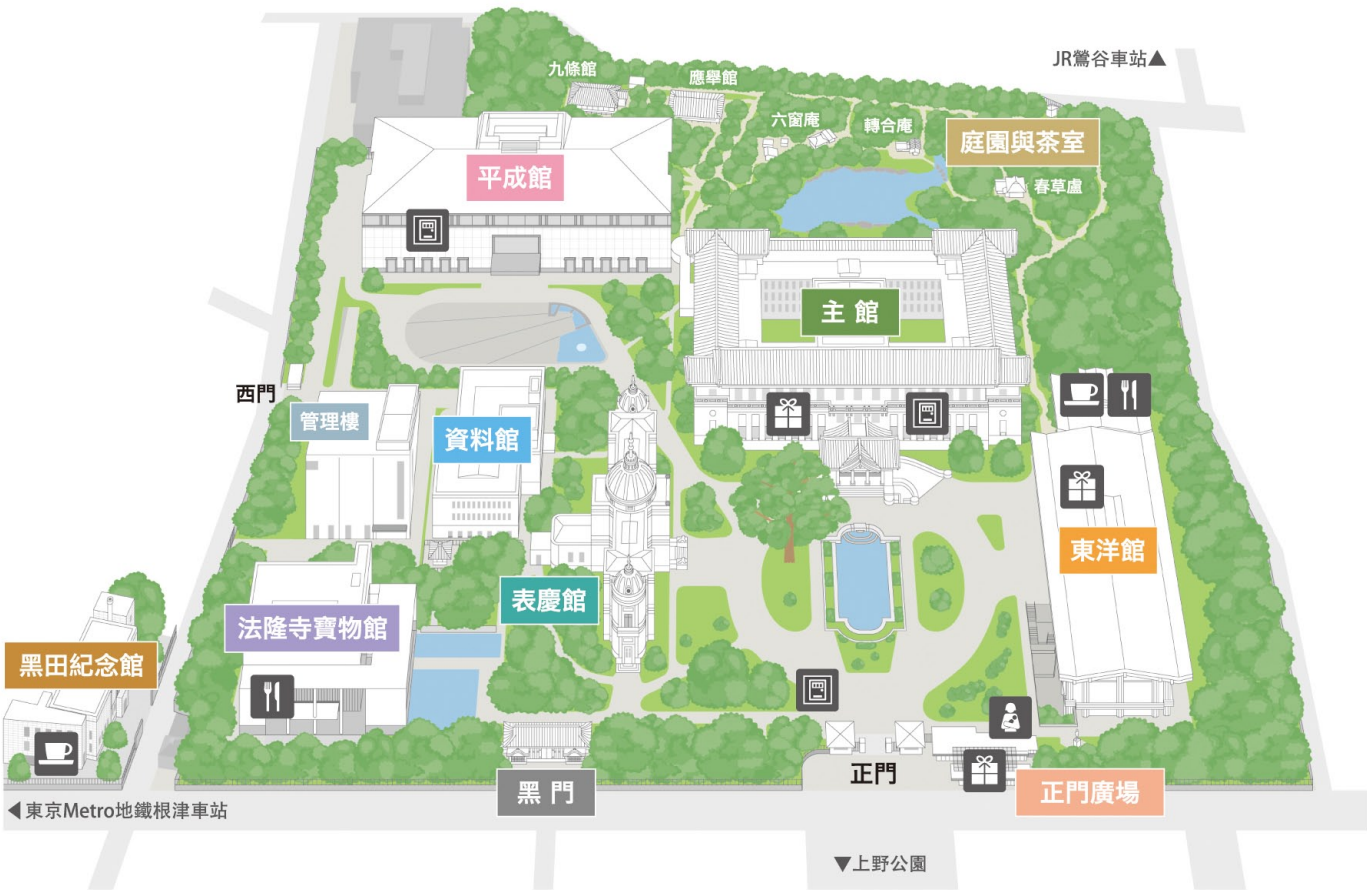 JR鶯谷車站▲
九條館
應舉館
六窗庵
轉合庵
庭園與茶室
平成館
春草廬
主館
西門
管理樓
資料館
東洋館
表慶館
法隆寺寶物館
黑田紀念館
正門
黑門
正門廣場
◀東京Metro地鐵根津車站
▼上野公園